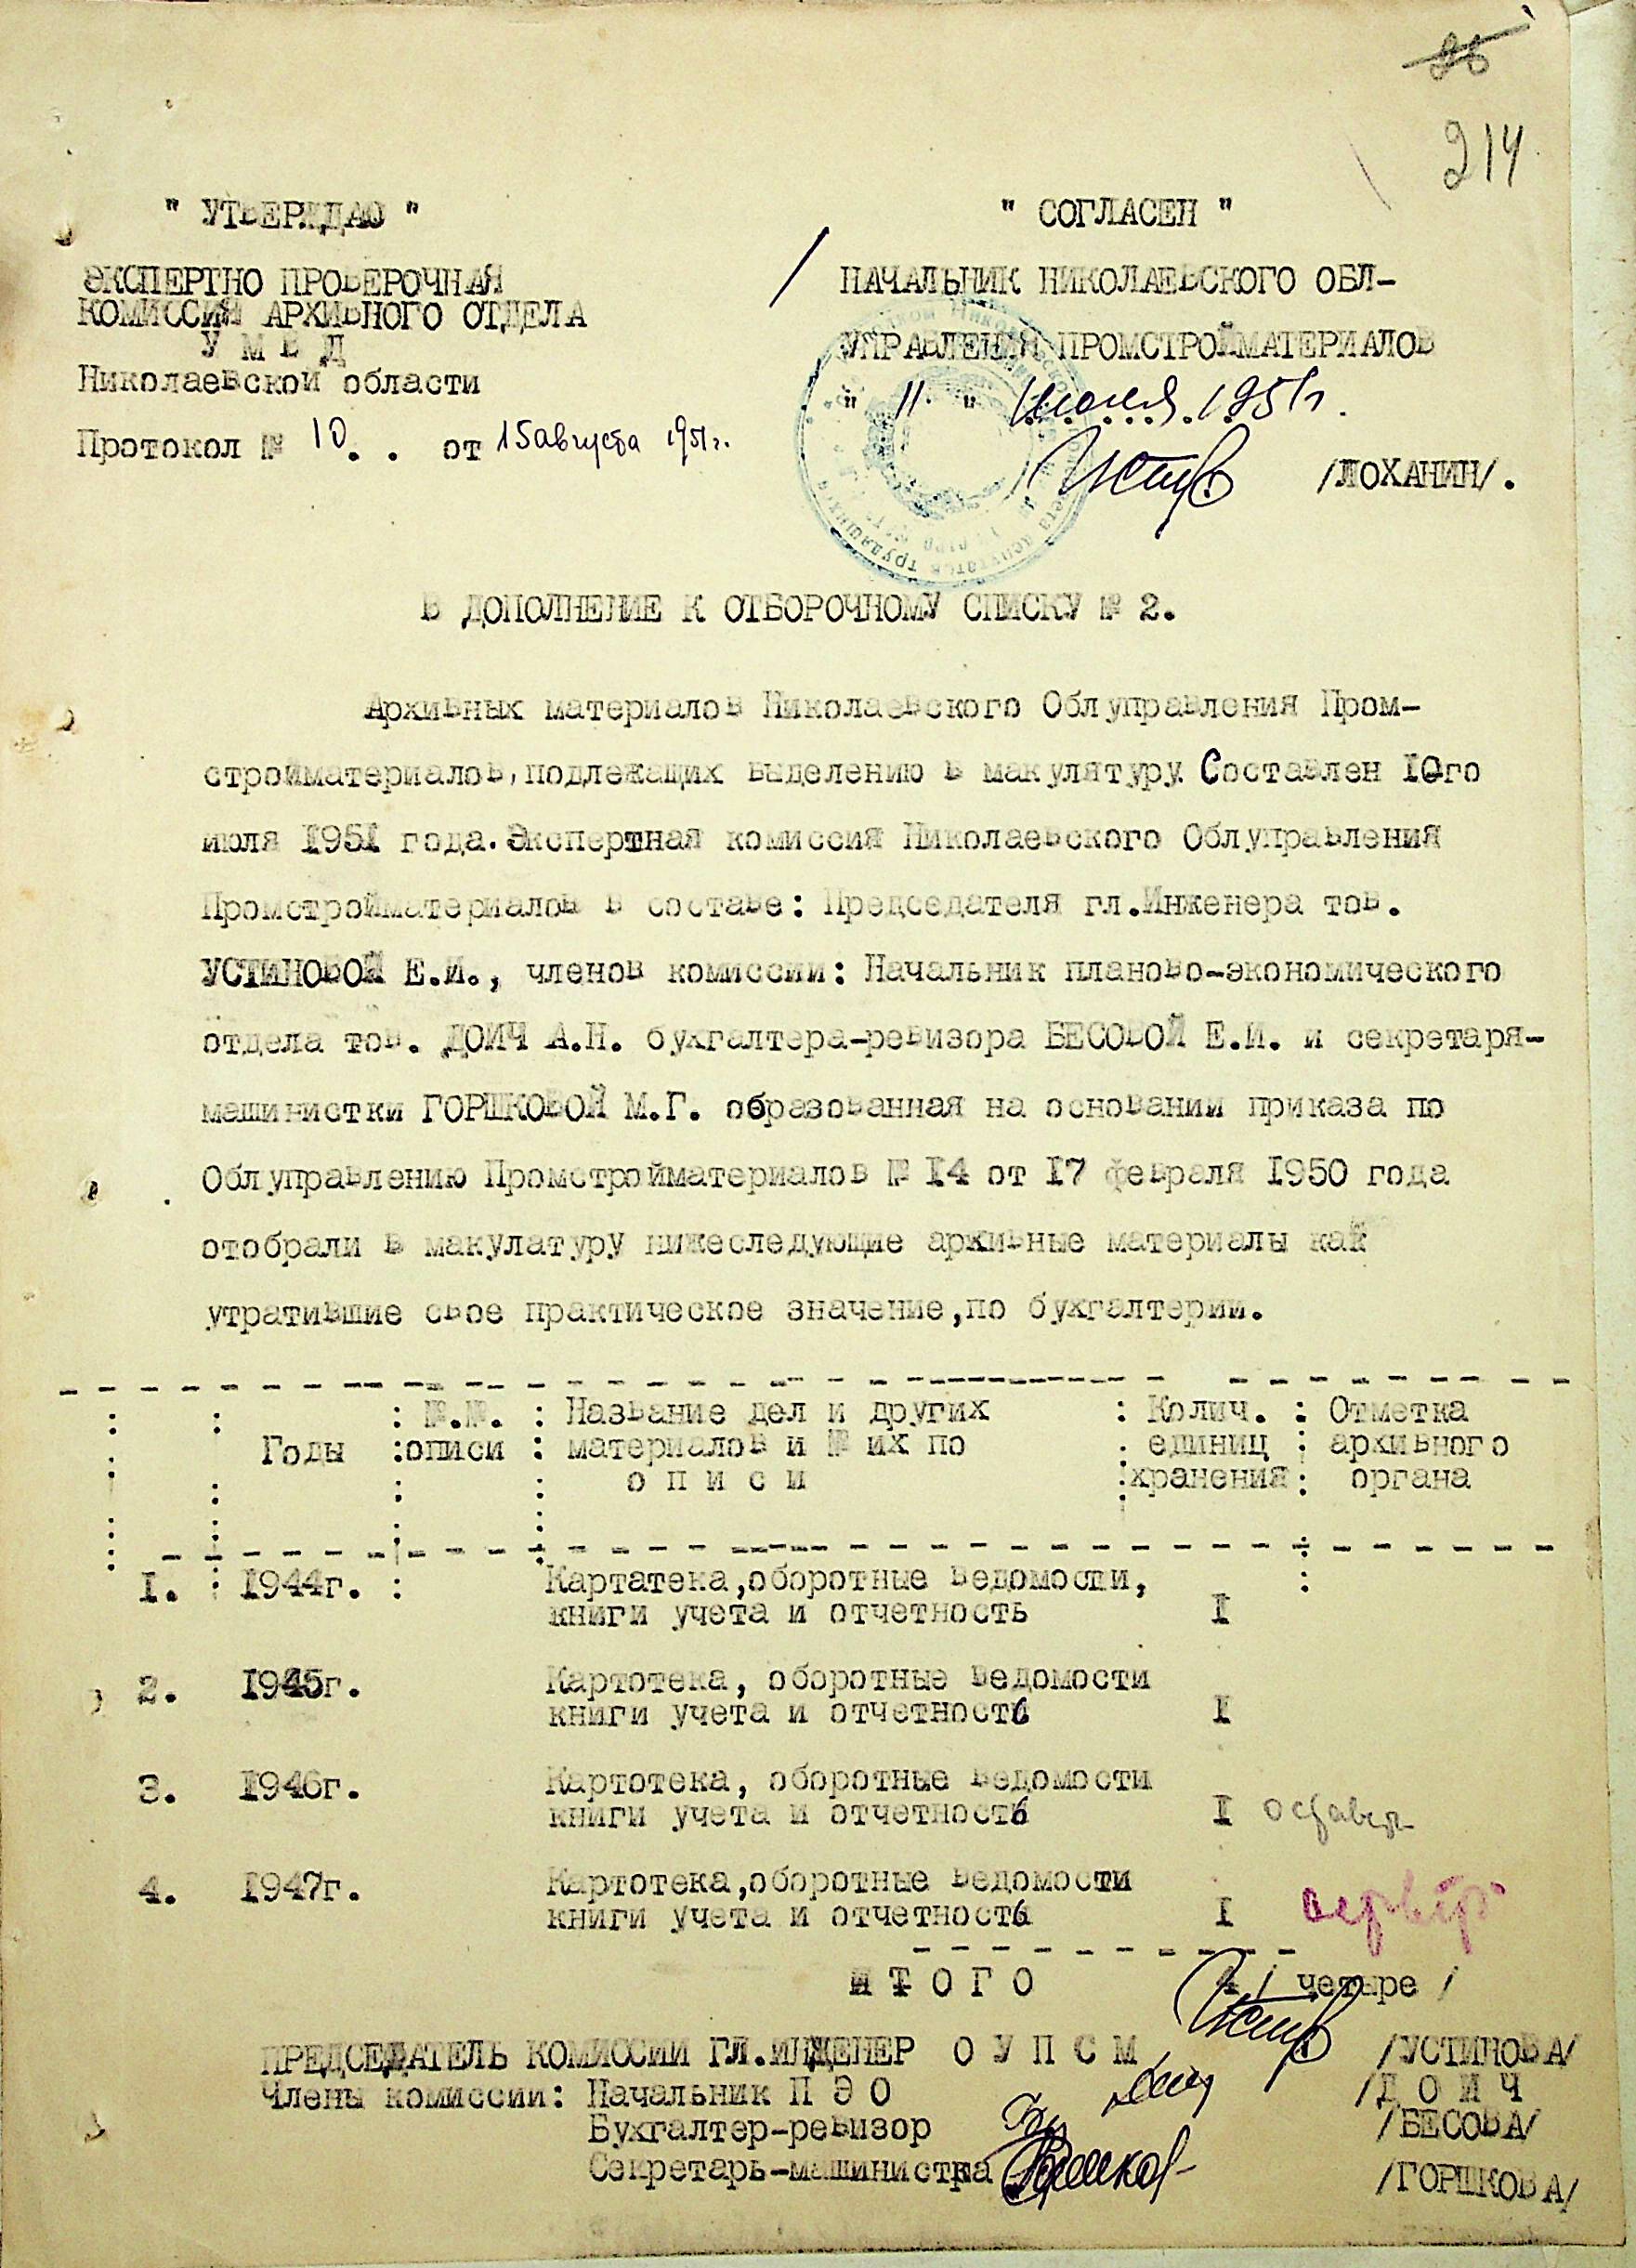 26
214
" УТВЕРЖДАЮ "
ЭКСПЕРТНО ПРОВЕРОЧНАЯ
КОМИССИЯ АРХИВНОГО ОТДЕЛА
У М В Д
Николаевской области
Протокол № 10. . от 15 августа 1951г.
" СОГЛАСЕН "
НАЧАЛЬНИК НИКОЛАЕВСКОГО ОБЛ-
УПРАВЛЕНИЯ ПРОМСТРОЙМАТЕРИАЛОВ
" 11 " июля 1951г.
/ЛОХАНИН/.
В ДОПОЛНЕНИЕ К ОТБОРОЧНОМУ СПИСКУ № 2.
Архивных материалов Николаевского Облуправления Пром-
стройматериалов, подлежащих выделению в макулятуру. Составлен 10го
июля 1951 года. Экспертная комиссия Николаевского Облуправления
Промстройматериалов в составе: Председателя гл.Инженера тов.
УСТИНОВОЙ Е.И., членов комиссии: Начальник планово-экономического
отдела тов. ДОИЧ А.Н. бухгалтера-ревизора БЕСОВОЙ Е.И. и секретаря-
машинистки ГОРШКОВОЙ М.Г. образованная на основании приказа по
Облуправлению Промстройматериалов № 14 от 17 февраля 1950 года
отобрали в макулатуру нижеследующие архивные материалы как
утратившие свое практическое значение,по бухгалтерии.
Годы : №.№. описи : Название дел и других материалов и № их по описи : Колич. единиц хранения : Отметка архивного органа
1. : 1944г. : Картатека,оборотные ведомости,
книги учета и отчетность I
2. 1945г. Картотека, оборотные ведомости
книги учета и отчетность I
3. 1946г. Картотека, оборотные ведомости
книги учета и отчетность I оставл
4. 1947г. Картотека,оборотные ведомости
книги учета и отчетность I
И Т О Г О 4 / четыре /
ПРЕДСЕДАТЕЛЬ КОМИССИИ ГЛ.ИНЖЕНЕР О У П С М /УСТИНОВА/
Члены комиссии: Начальник П Э О /Д О И Ч
Бухгалтер-ревизор /БЕСОВА/
Секретарь-машинистка /ГОРШКОВА/